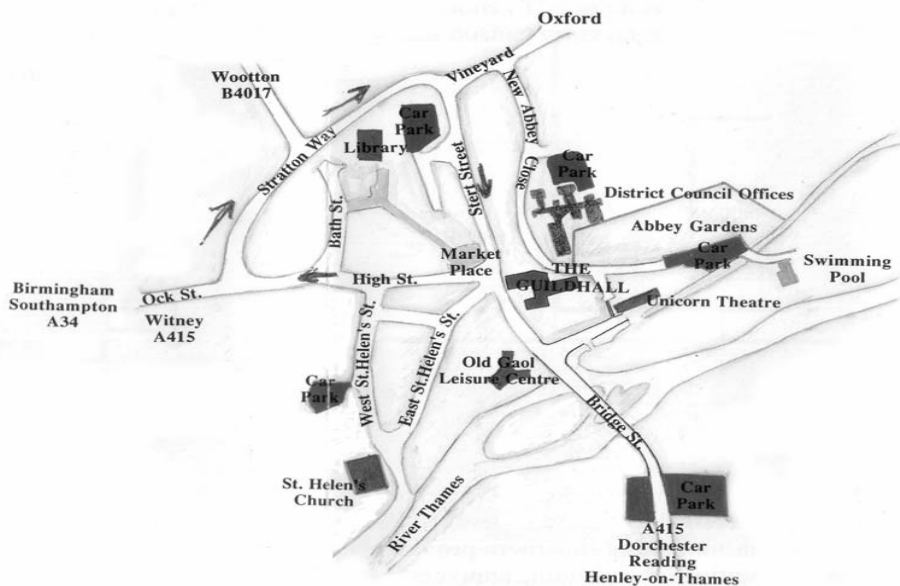 Oxford
Vineyard
Wootton
B4017
New Abbey Close
Stratton Way
Car
Park
Library
Stert Street
Car
Park
District Council Offices
Bath St.
Abbey Gardens
Market
Place
Car
Park
High St.
THE
GUILDHALL
Swimming
Pool
Birmingham
Southampton
A34
Ock St.
Witney
A415
Unicorn Theatre
West St.Helen's St.
East St.Helen's St.
Old Gaol
Leisure Centre
Car
Park
Bridge St.
St. Helen's
Church
River Thames
Car
Park
A415
Dorchester
Reading
Henley-on-Thames